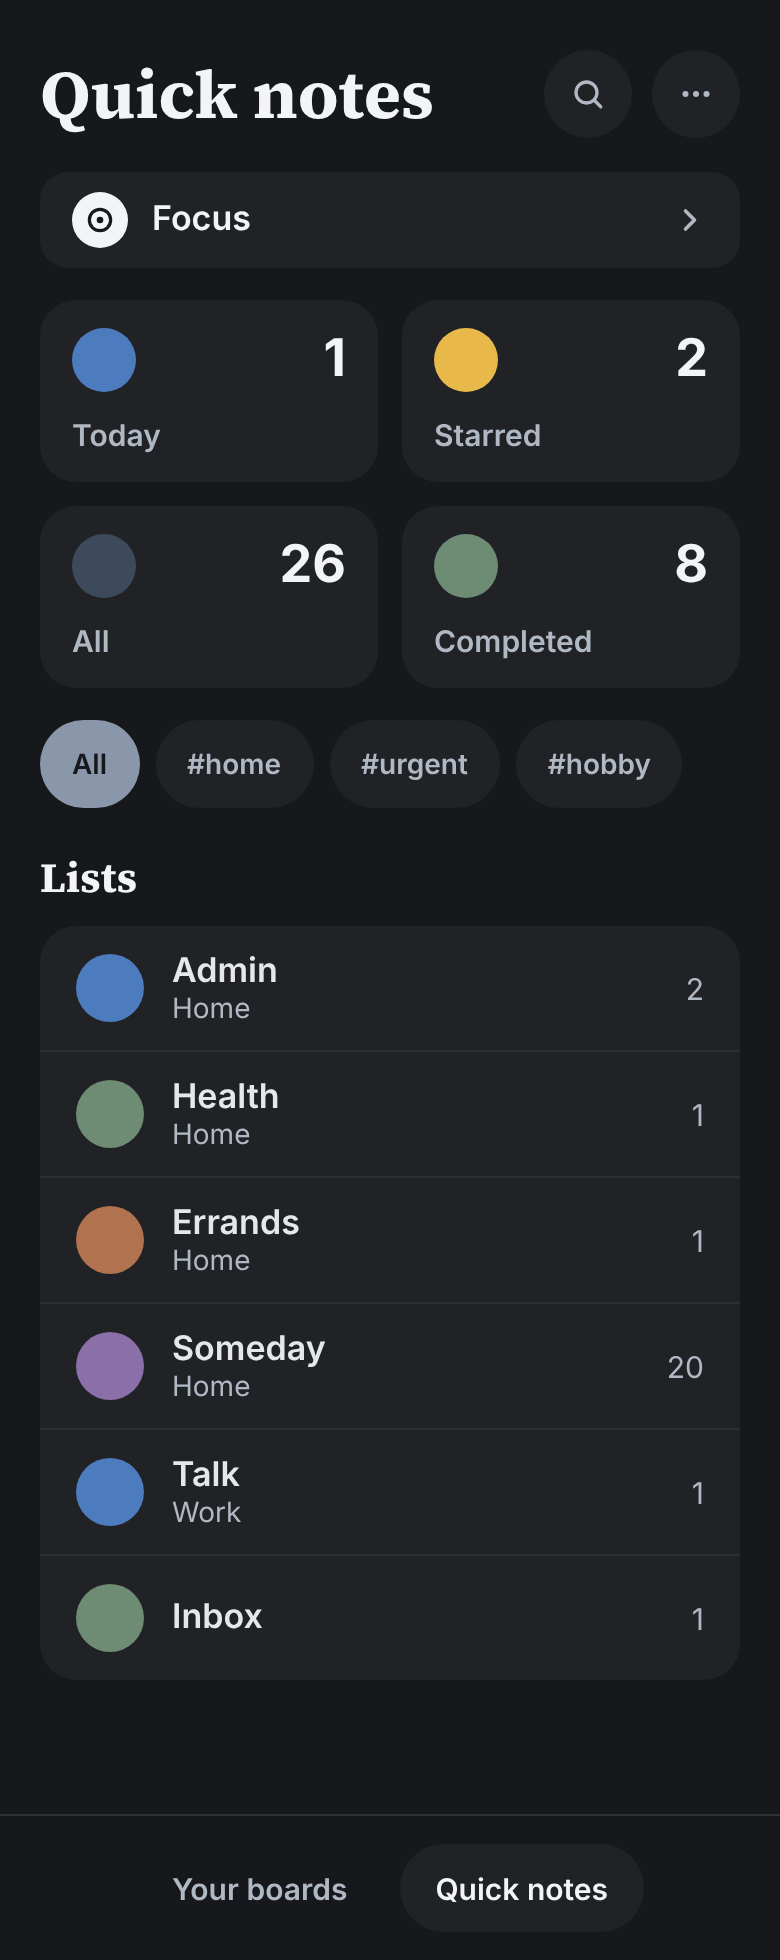 Quick notes
Focus
1
Today
2
Starred
26
All
8
Completed
All
#home
#urgent
#hobby
Lists
Admin
Home
2
Health
Home
1
Errands
Home
1
Someday
Home
20
Talk
Work
1
Inbox
1
Your boards
Quick notes